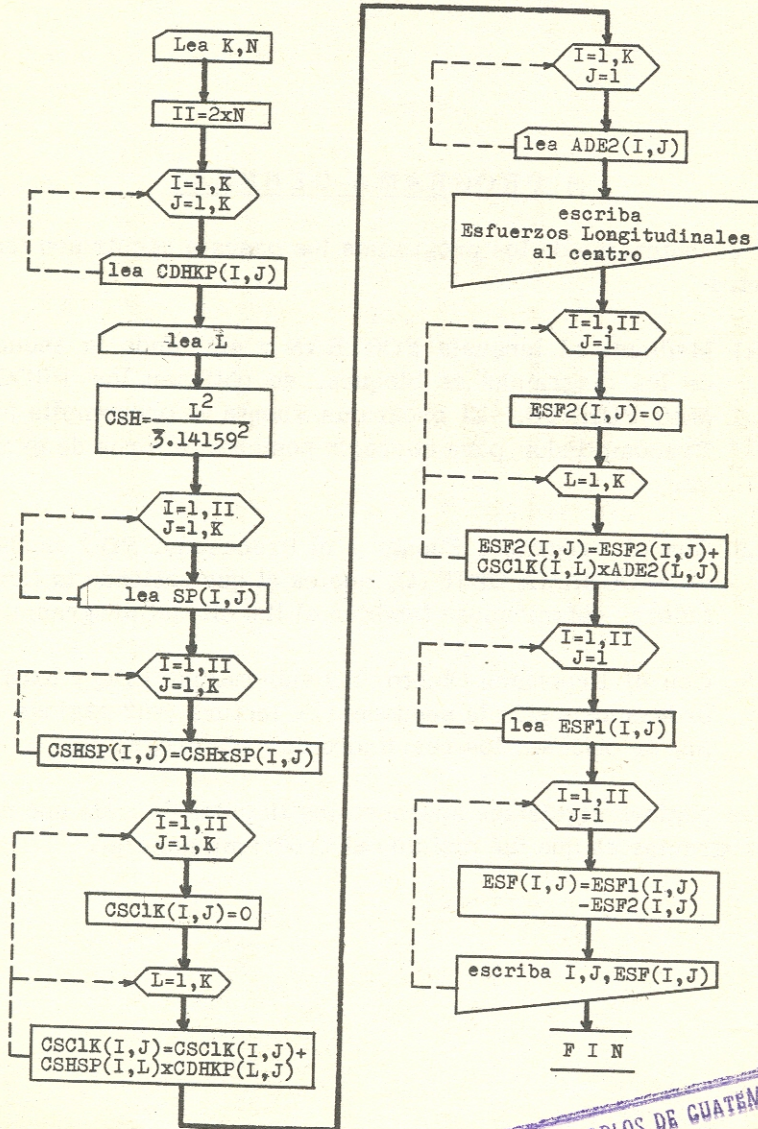 Lea K,N
II=2xN
I=1,K
J=1,K
lea CDHKP(I,J)
lea L
CSH= L²
3.14159²
I=1,II
J=1,K
lea SP(I,J)
I=1,II
J=1,K
CSHSP(I,J)=CSHxSP(I,J)
I=1,II
J=1,K
CSC1K(I,J)=0
L=1,K
CSC1K(I,J)=CSC1K(I,J)+
CSHSP(I,L)xCDHKP(L,J)
I=1,K
J=1
lea ADE2(I,J)
escriba
Esfuerzos Longitudinales
al centro
I=1,II
J=1
ESF2(I,J)=0
L=1,K
ESF2(I,J)=ESF2(I,J)+
CSC1K(I,L)xADE2(L,J)
I=1,II
J=1
lea ESF1(I,J)
I=1,II
J=1
ESF(I,J)=ESF1(I,J)
-ESF2(I,J)
escriba I,J,ESF(I,J)
F I N
DE GUATEM